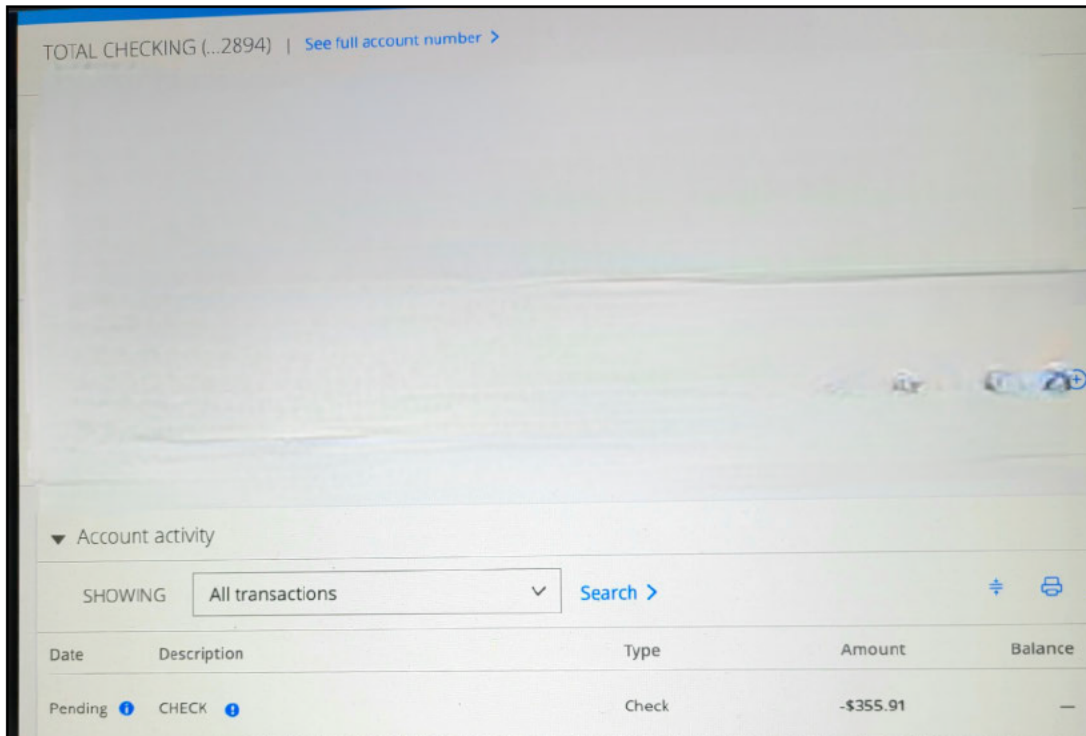 TOTAL CHECKING (...2894) | See full account number >
Account activity
SHOWING All transactions Search >
Date Description Type Amount Balance
Pending CHECK Check -$355.91 —